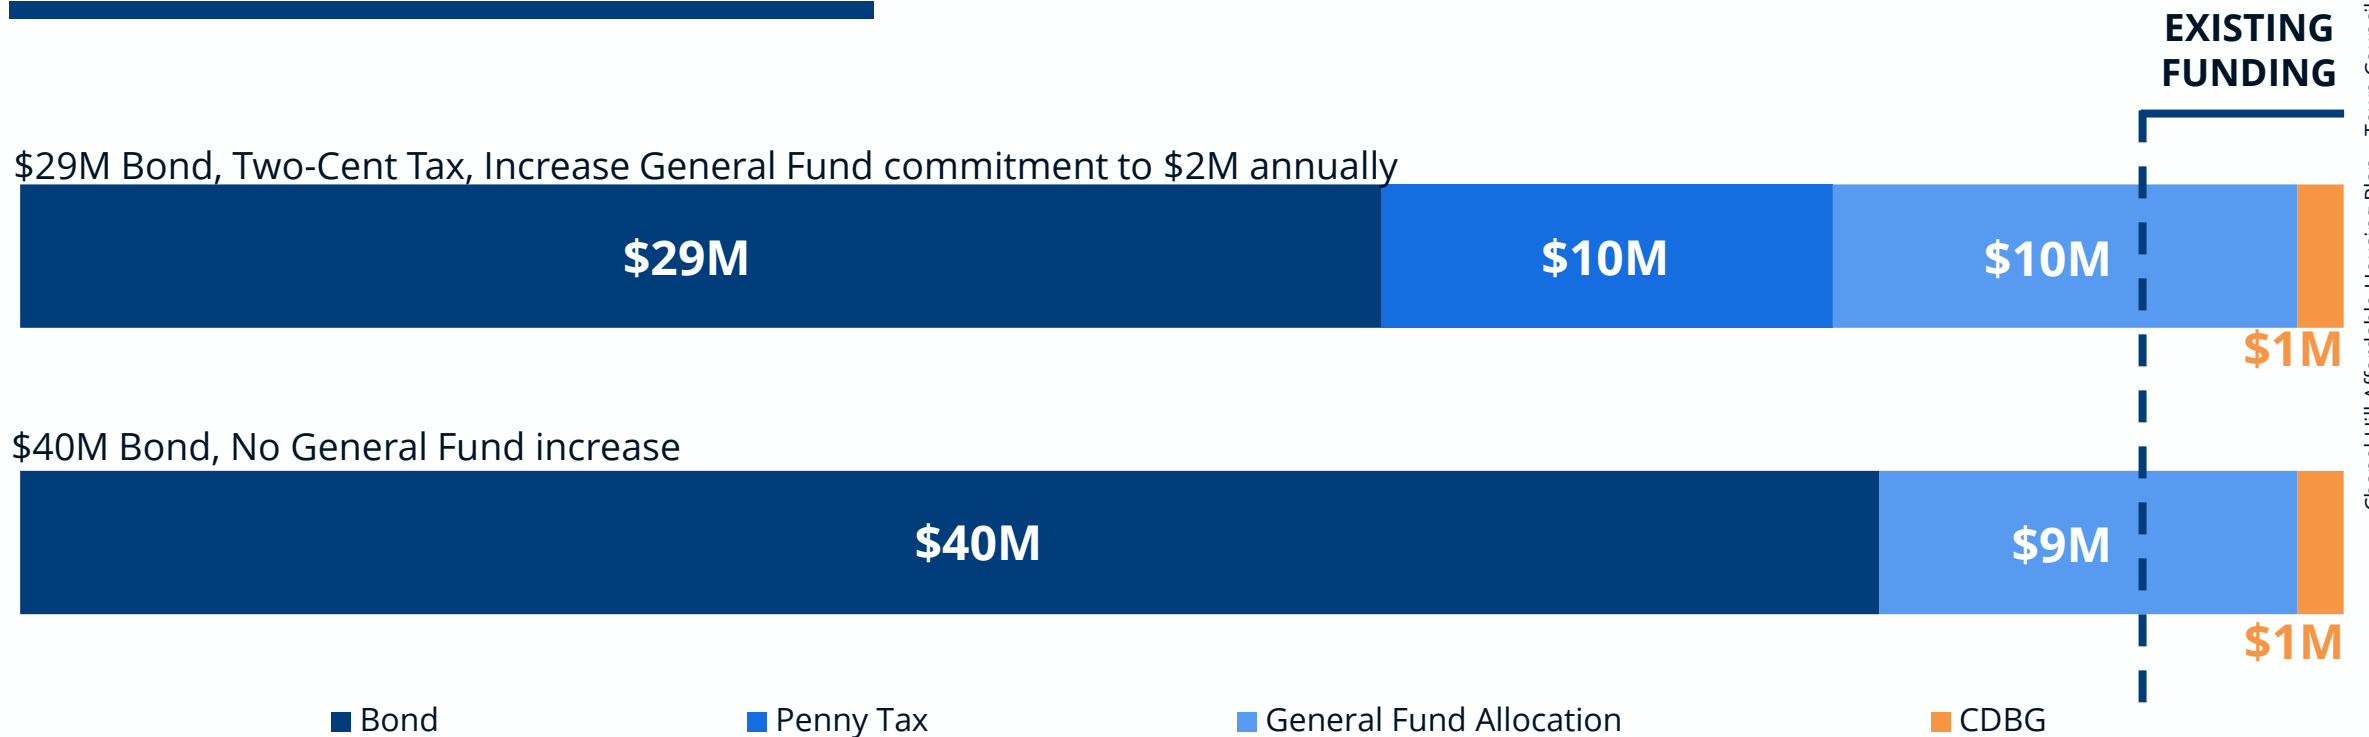 EXISTING
FUNDING
$29M Bond, Two-Cent Tax, Increase General Fund commitment to $2M annually
$29M
$10M
$10M
$1M
$40M Bond, No General Fund increase
$40M
$9M
$1M
Bond
Penny Tax
General Fund Allocation
CDBG